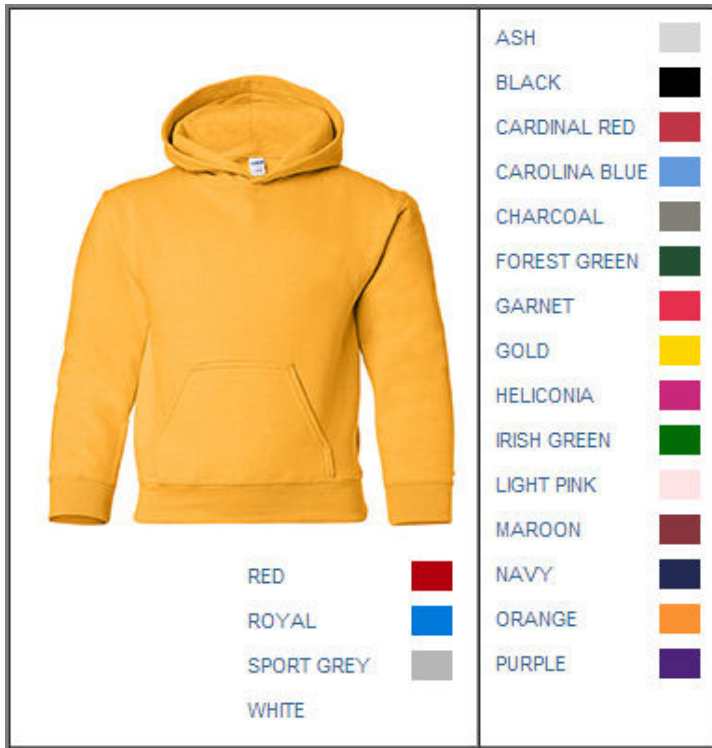 ASH
BLACK
CARDINAL RED
CAROLINA BLUE
CHARCOAL
FOREST GREEN
GARNET
GOLD
HELICONIA
IRISH GREEN
LIGHT PINK
MAROON
NAVY
ORANGE
PURPLE
RED
ROYAL
SPORT GREY
WHITE